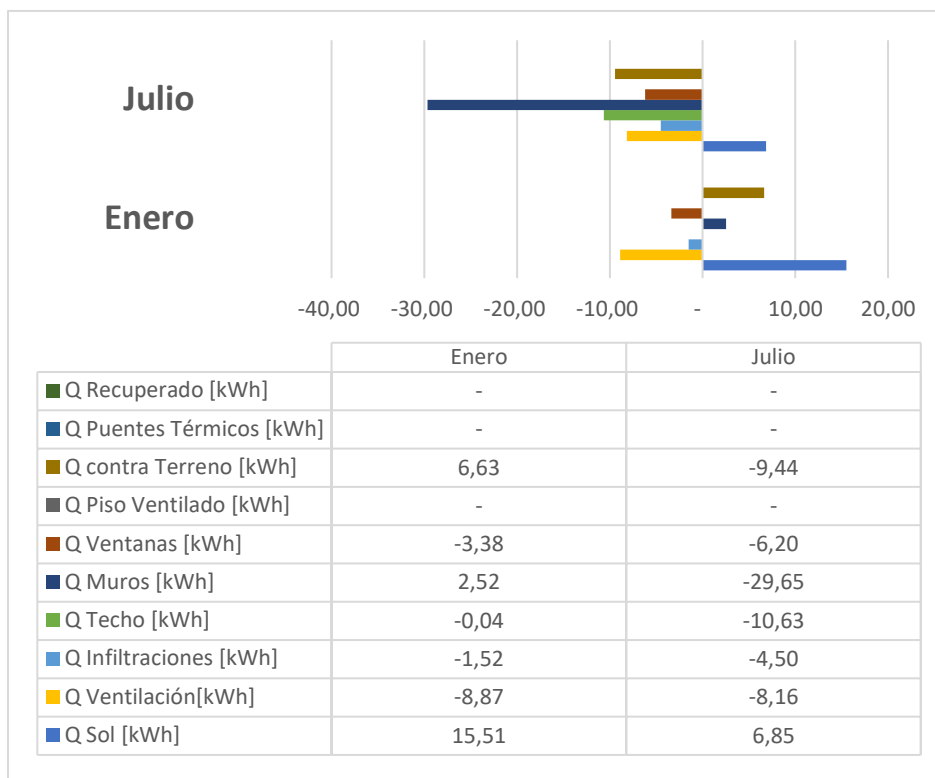 Julio
Enero
-40,00 -30,00 -20,00 -10,00 - 10,00 20,00
Enero Julio
Q Recuperado [kWh] - -
Q Puentes Térmicos [kWh] - -
Q contra Terreno [kWh] 6,63 -9,44
Q Piso Ventilado [kWh] - -
Q Ventanas [kWh] -3,38 -6,20
Q Muros [kWh] 2,52 -29,65
Q Techo [kWh] -0,04 -10,63
Q Infiltraciones [kWh] -1,52 -4,50
Q Ventilación[kWh] -8,87 -8,16
Q Sol [kWh] 15,51 6,85